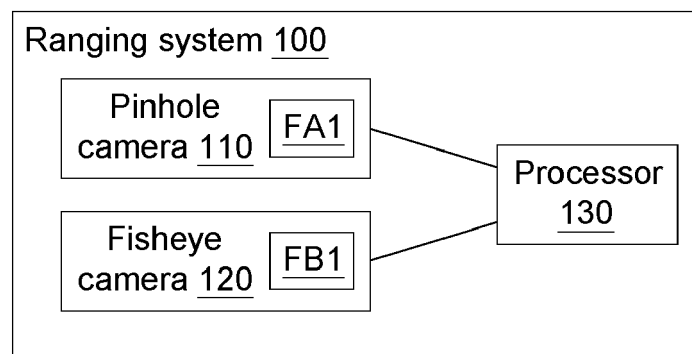 Ranging system 100
Pinhole
camera 110
FA1
Fisheye
camera 120
FB1
Processor
130